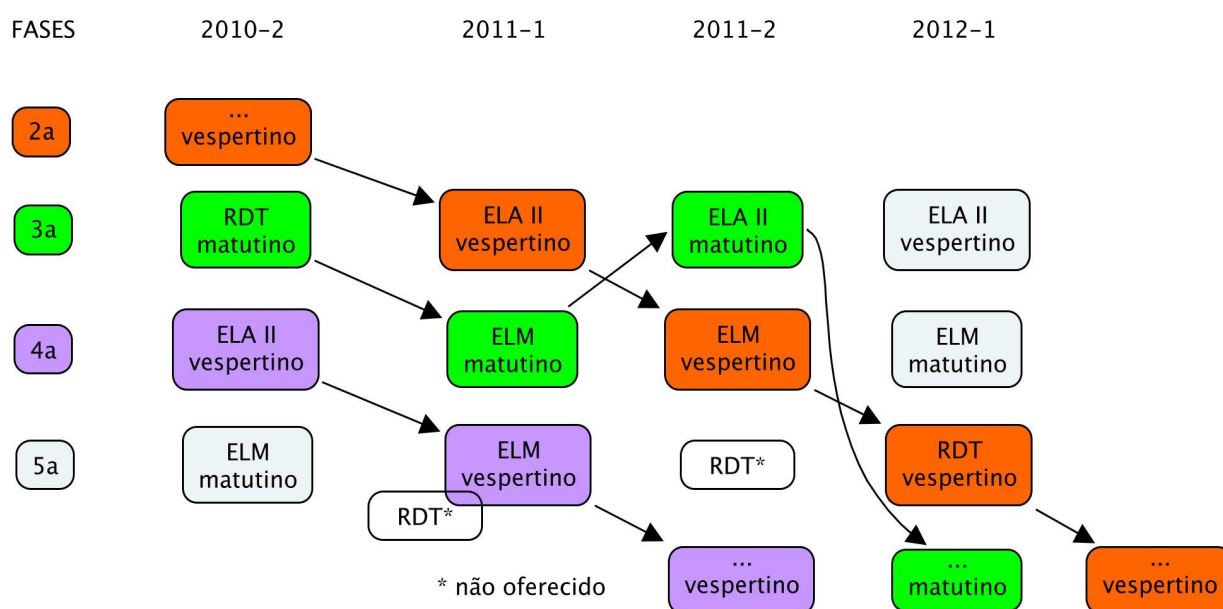 FASES 2010-2 2011-1 2011-2 2012-1
2a
...
vespertino
3a
RDT
matutino
ELA II
vespertino
ELA II
matutino
ELA II
vespertino
4a
ELA II
vespertino
ELM
matutino
ELM
vespertino
ELM
matutino
5a
ELM
matutino
ELM
vespertino
RDT*
RDT*
RDT
vespertino
* não oferecido
...
vespertino
...
matutino
...
vespertino